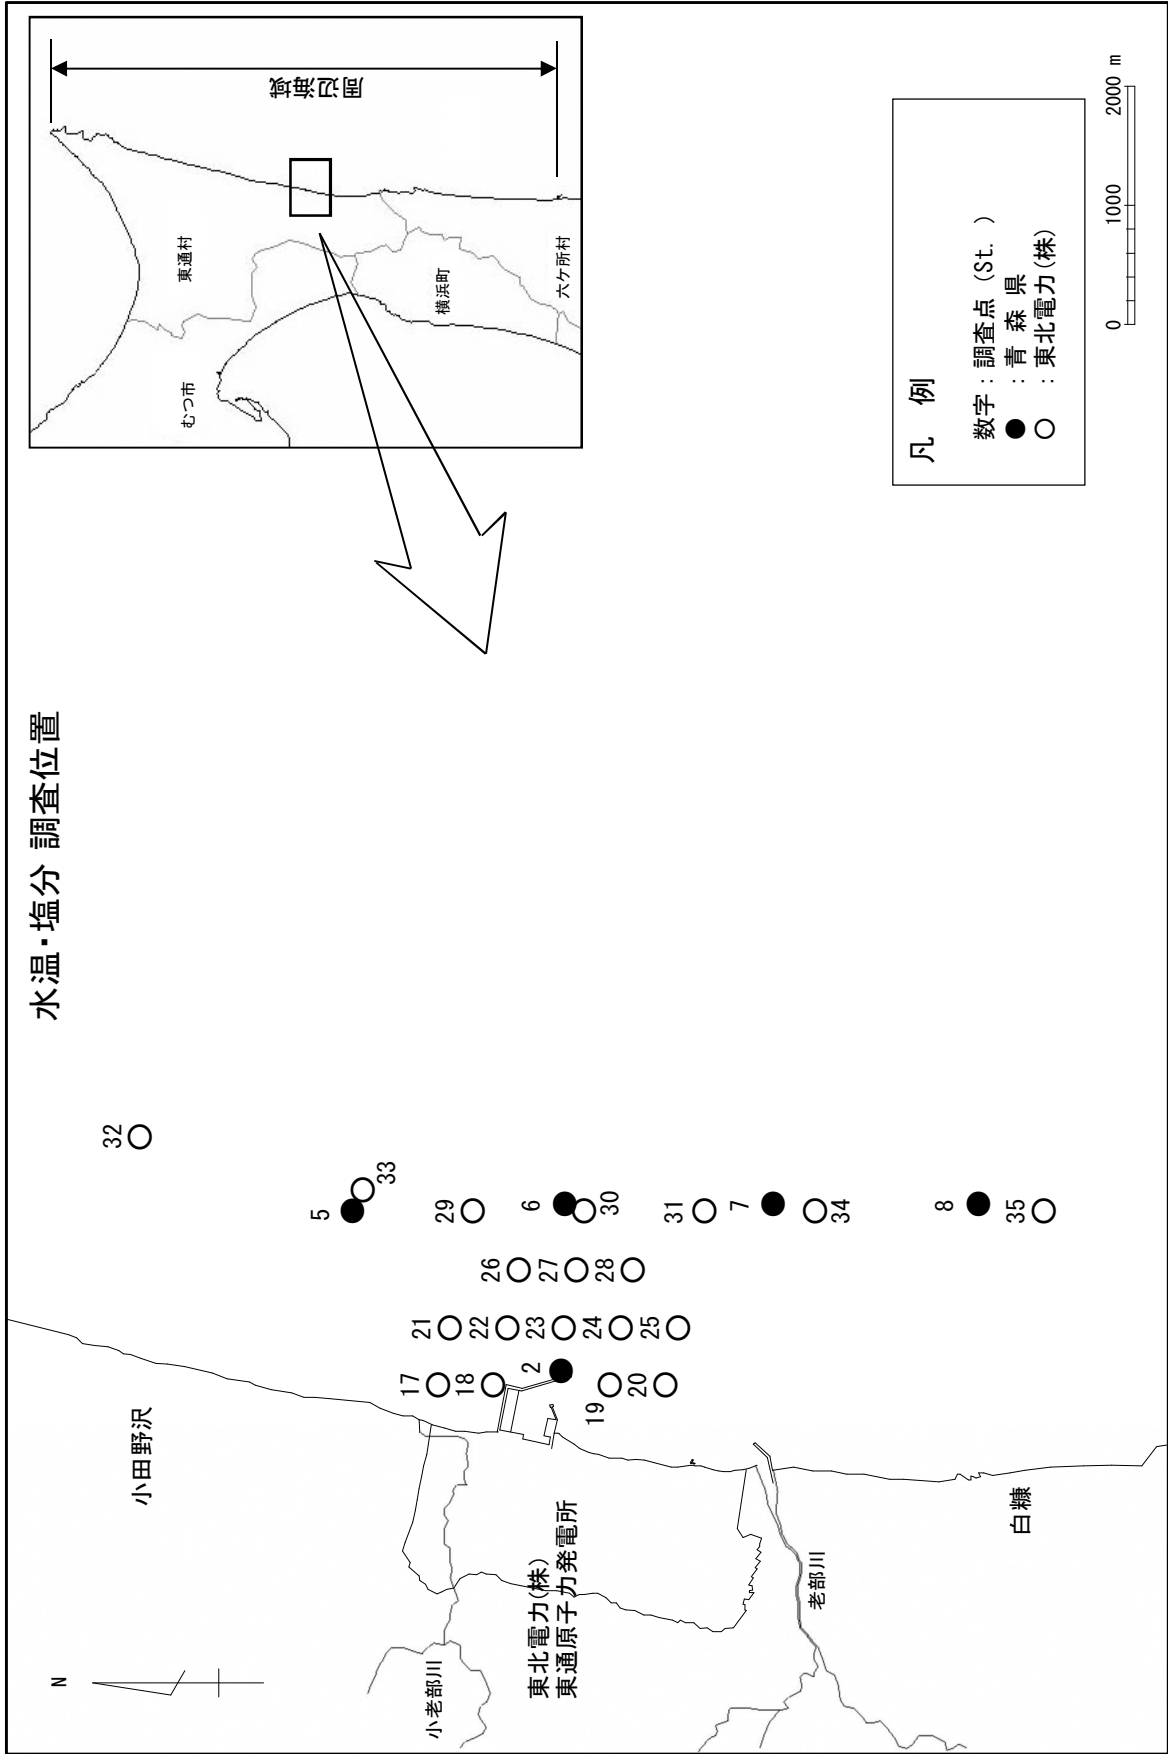 水温・塩分 調査位置
N
小田野沢
小老部川
東北電力(株)
東通原子力発電所
老部川
白糠
32
5
33
29
6
30
31
7
34
8
35
26
27
28
21
22
23
24
25
17
18
2
19
20
周辺海域
東通村
むつ市
横浜町
六ケ所村
凡 例
数字:調査点 (St. )
● :青 森 県
○ :東北電力(株)
0 1000 2000 m